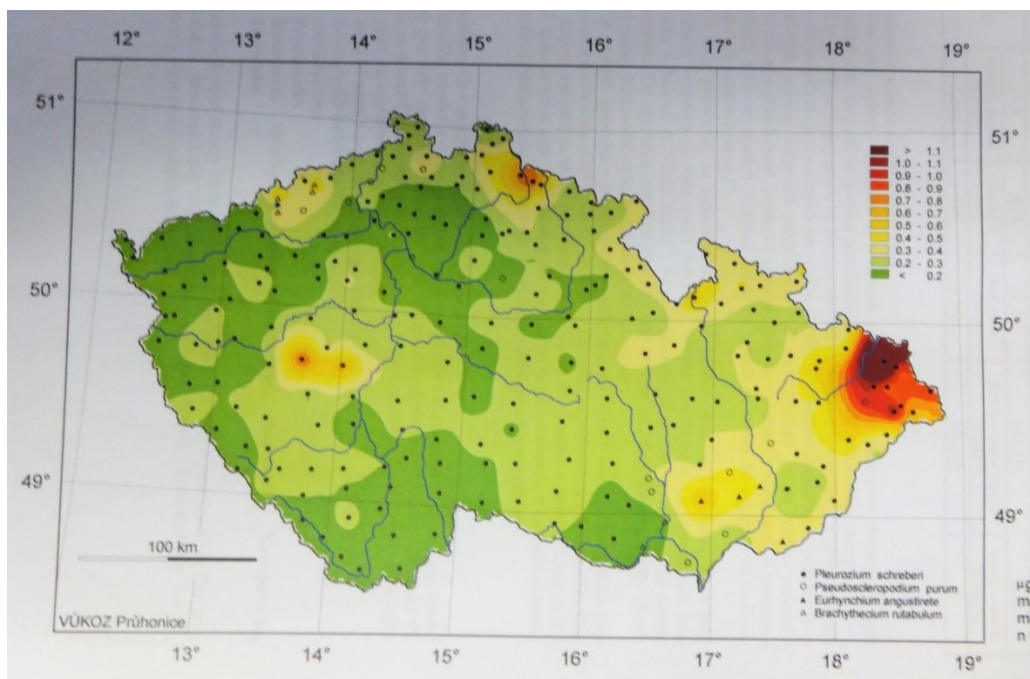 12° 13° 14° 15° 16° 17° 18° 19°
51° 51°
> 1.1
1.0 - 1.1
0.9 - 1.0
0.8 - 0.9
0.7 - 0.8
0.6 - 0.7
0.5 - 0.6
0.4 - 0.5
0.3 - 0.4
0.2 - 0.3
< 0.2
50° 50°
49° 49°
100 km
Pleurozium schreberi
Pseudoscleropodium purum
Eurhynchium angustirete
Brachythecium rutabulum
VÚKOZ Průhonice
µg
m
m
n
13° 14° 15° 16° 17° 18° 19°